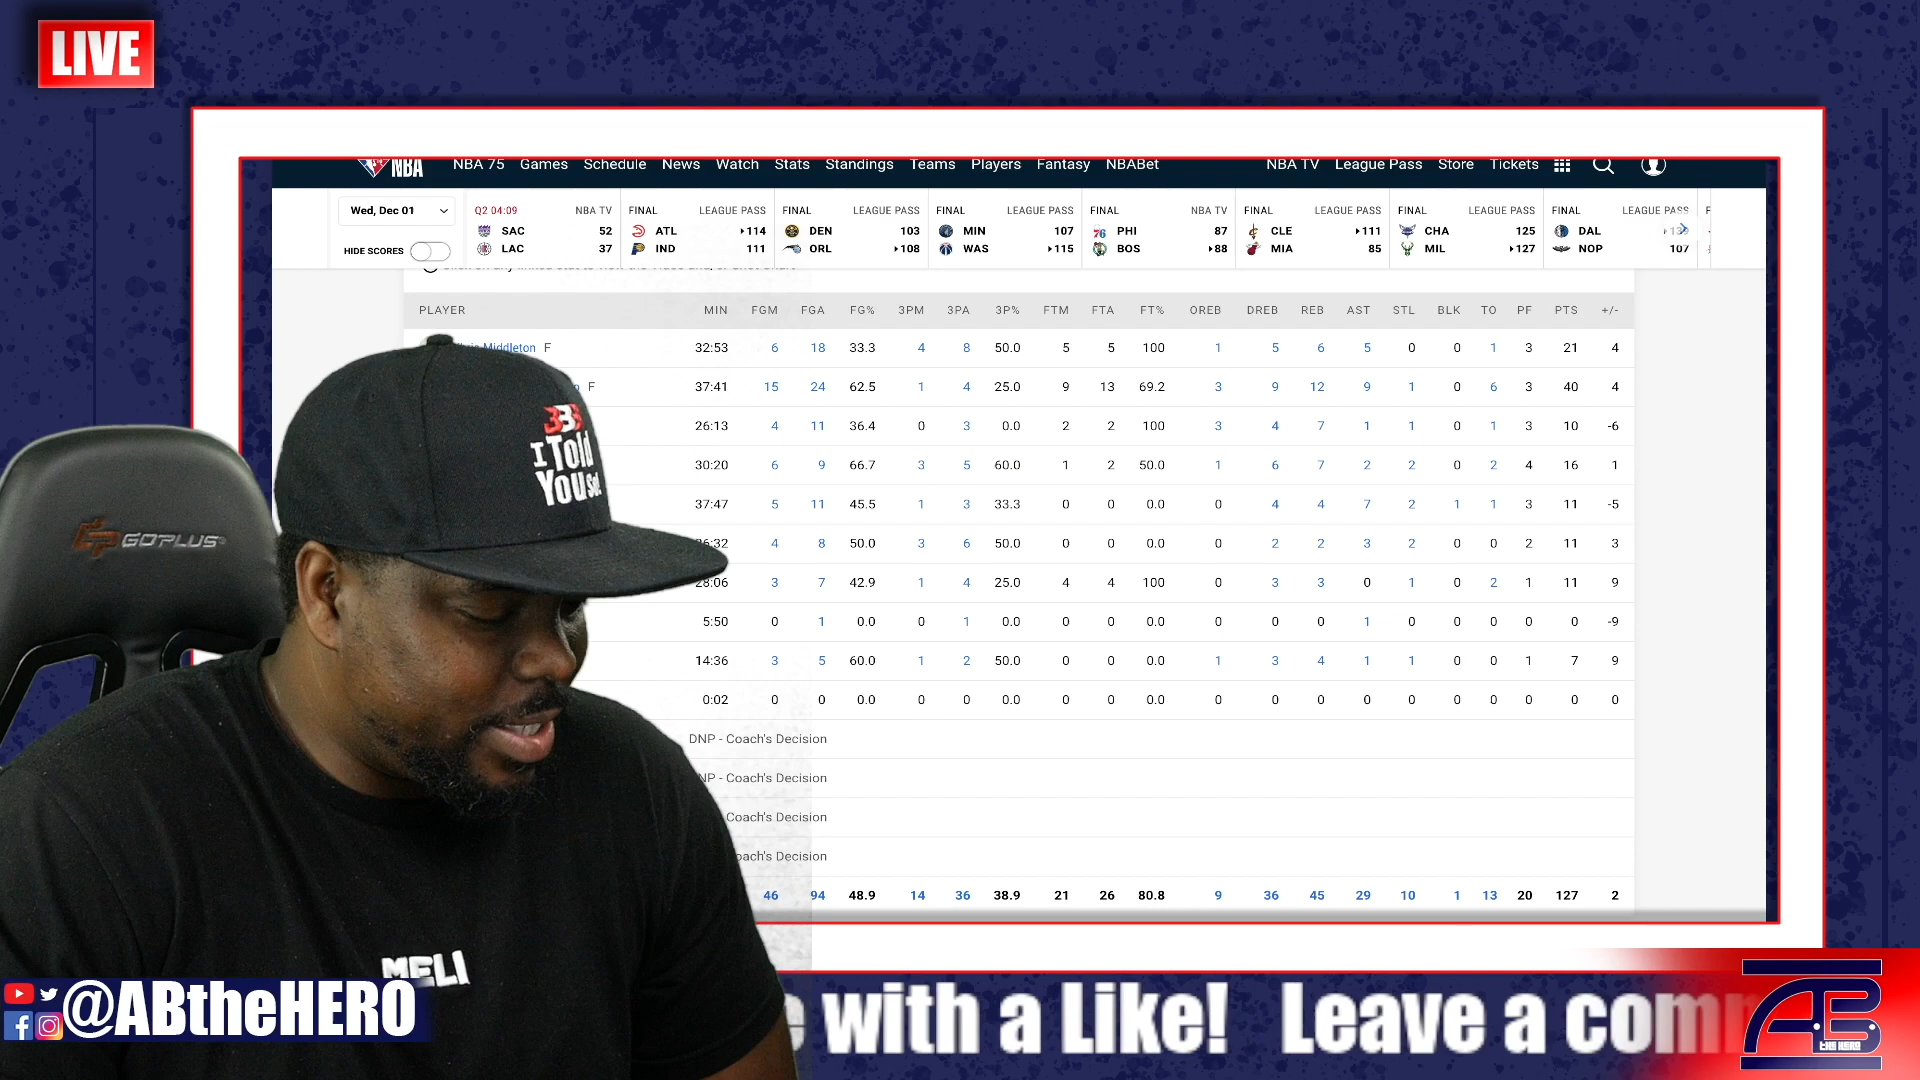 LIVE
NBA NBA 75 Games Schedule News Watch Stats Standings Teams Players Fantasy NBABet NBA TV League Pass Store Tickets
Wed, Dec 01
HIDE SCORES
Q2 04:09 NBA TV
SAC 52
LAC 37
FINAL LEAGUE PASS
ATL 114
IND 111
FINAL LEAGUE PASS
DEN 103
ORL 108
FINAL LEAGUE PASS
MIN 107
WAS 115
FINAL NBA TV
PHI 87
BOS 88
FINAL LEAGUE PASS
CLE 111
MIA 85
FINAL LEAGUE PASS
CHA 125
MIL 127
FINAL LEAGUE PASS
DAL
NOP 107
PLAYER MIN FGM FGA FG% 3PM 3PA 3P% FTM FTA FT% OREB DREB REB AST STL BLK TO PF PTS +/-
Middleton F 32:53 6 18 33.3 4 8 50.0 5 5 100 1 5 6 5 0 0 1 3 21 4
F 37:41 15 24 62.5 1 4 25.0 9 13 69.2 3 9 12 9 1 0 6 3 40 4
26:13 4 11 36.4 0 3 0.0 2 2 100 3 4 7 1 1 0 1 3 10 -6
30:20 6 9 66.7 3 5 60.0 1 2 50.0 1 6 7 2 2 0 2 4 16 1
37:47 5 11 45.5 1 3 33.3 0 0 0.0 0 4 4 7 2 1 1 3 11 -5
4 8 50.0 3 6 50.0 0 0 0.0 0 2 2 3 2 0 0 2 11 3
28:06 3 7 42.9 1 4 25.0 4 4 100 0 3 3 0 1 0 2 1 11 9
5:50 0 1 0.0 0 1 0.0 0 0 0.0 0 0 0 1 0 0 0 0 0 -9
14:36 3 5 60.0 1 2 50.0 0 0 0.0 1 3 4 1 1 0 0 1 7 9
0:02 0 0 0.0 0 0 0.0 0 0 0.0 0 0 0 0 0 0 0 0 0 0
DNP - Coach's Decision
NP - Coach's Decision
Coach's Decision
oach's Decision
46 94 48.9 14 36 38.9 21 26 80.8 9 36 45 29 10 1 13 20 127 2
BBB
I Told
You So!
GOPLUS
MELI
@ABtheHERO
e with a Like! Leave a com
AB
THE HERO